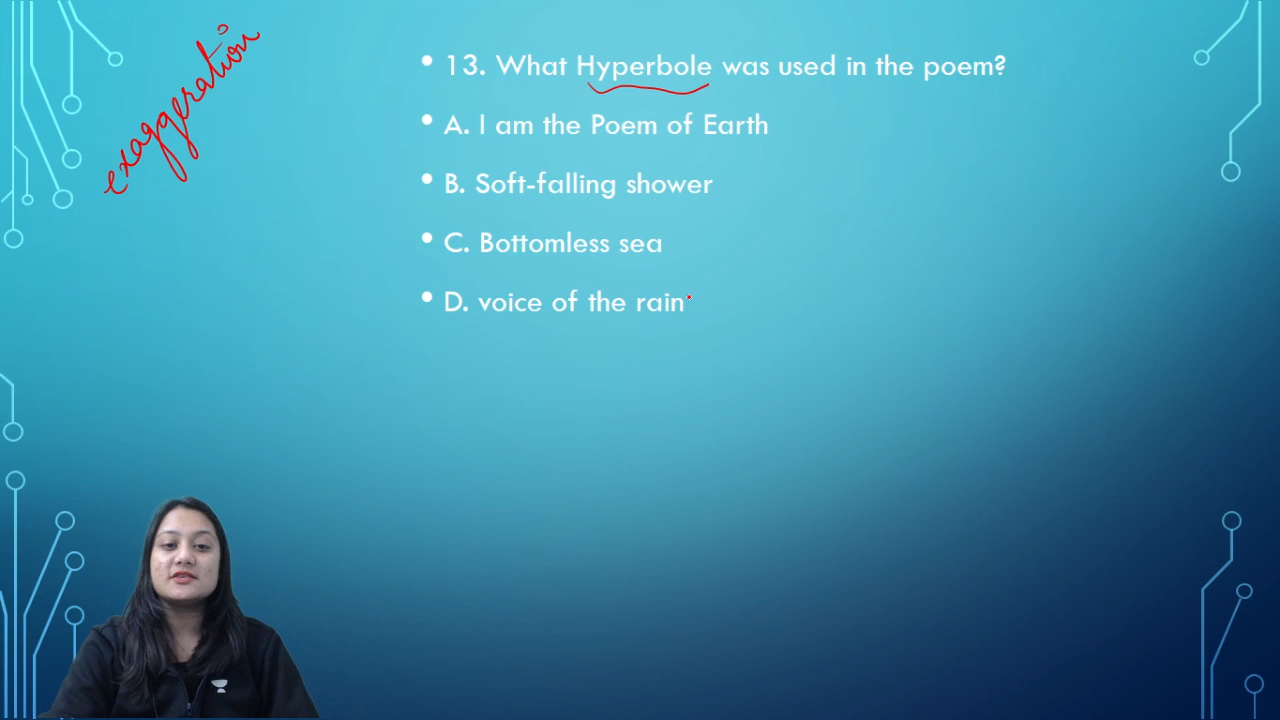 exaggeration
• 13. What Hyperbole was used in the poem?
• A. I am the Poem of Earth
• B. Soft-falling shower
• C. Bottomless sea
• D. voice of the rain